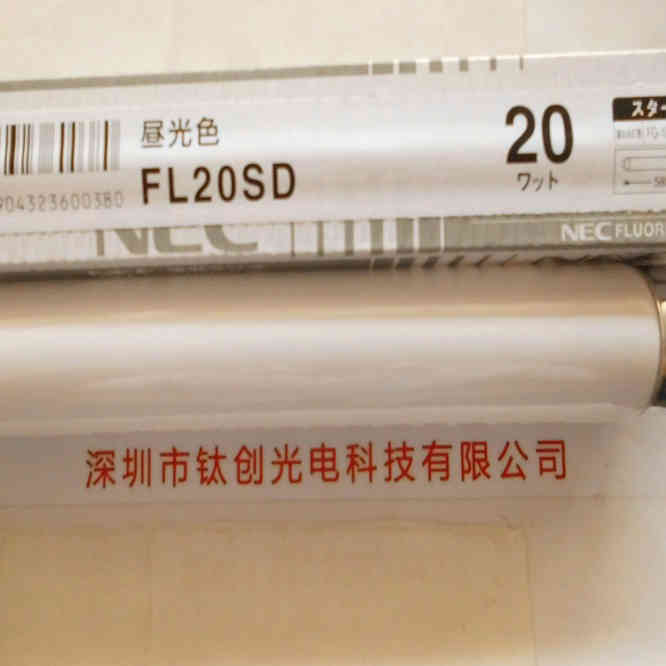 昼光色
20
スター
FL20SD
ワット
904323600380
NEC
NEC FLUOR
深圳市钛创光电科技有限公司